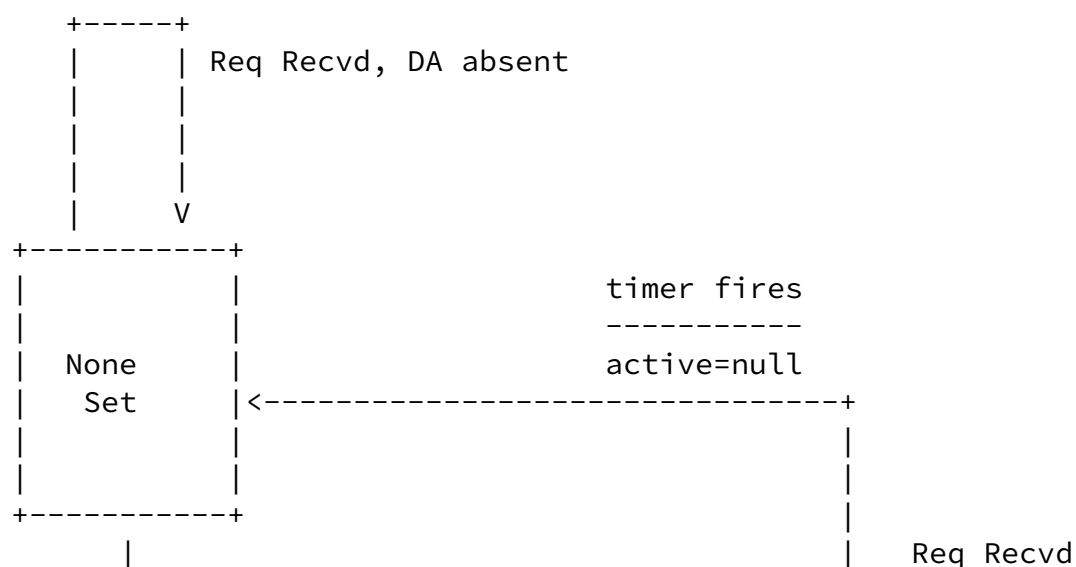 Req Recvd, DA absent
timer fires
-----------
None active=null
Set
Req Recvd